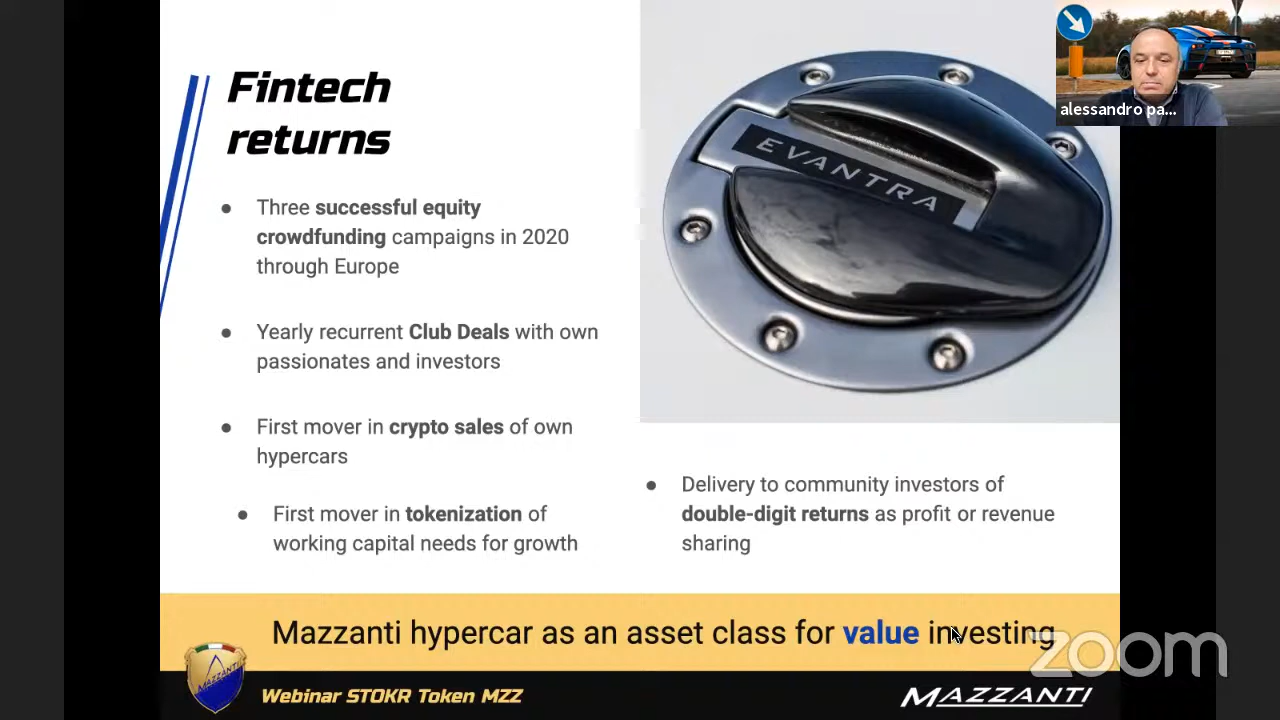 Fintech
returns
Three successful equity
crowdfunding campaigns in 2020
through Europe
Yearly recurrent Club Deals with own
passionates and investors
First mover in crypto sales of own
hypercars
First mover in tokenization of
working capital needs for growth
EVANTRA
alessandro pa...
Delivery to community investors of
double-digit returns as profit or revenue
sharing
Mazzanti hypercar as an asset class for value investing
zoom
MAZZANTI
Webinar STOKR Token MZZ
MAZZANTI